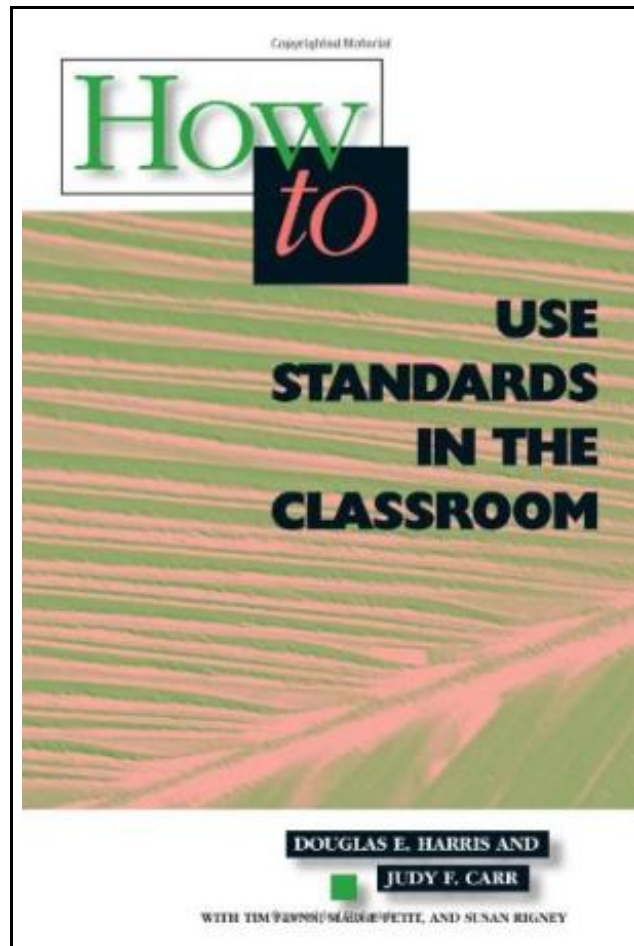 Copyrighted Material
How
to
USE
STANDARDS
IN THE
CLASSROOM
DOUGLAS E. HARRIS AND
JUDY F. CARR
WITH TIM PETIT, AND SUSAN RIGNEY